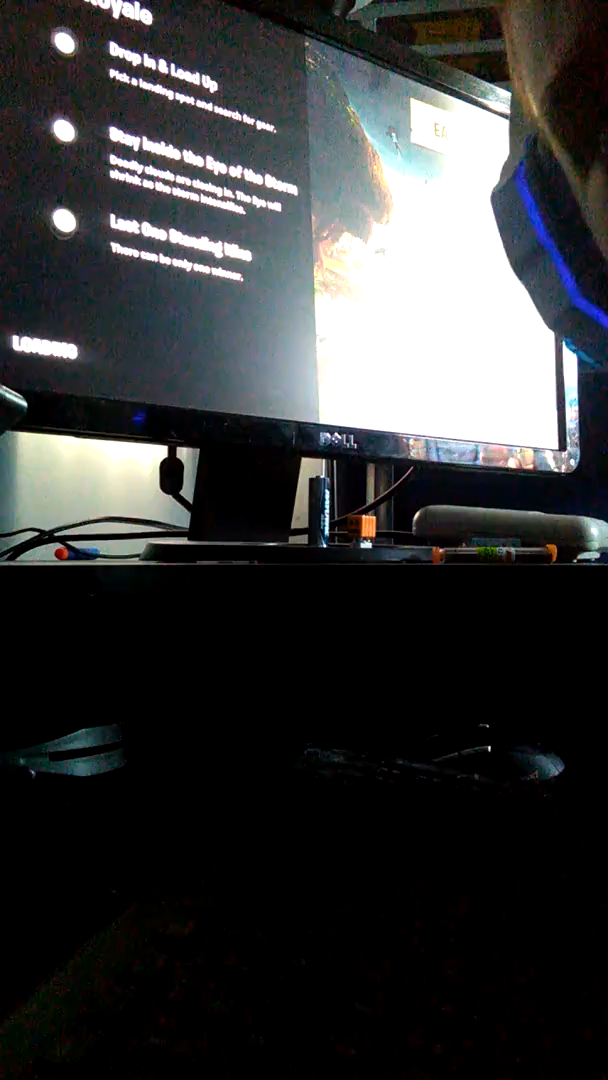 Royale
Drop In & Load Up
Pick a landing spot and search for gear.
Stay Inside the Eye of the Storm
Deadly clouds are closing in. The Eye will
shrink as the storm intensifies.
Last One Standing Wins
There can be only one winner.
LOADING
EA
DELL